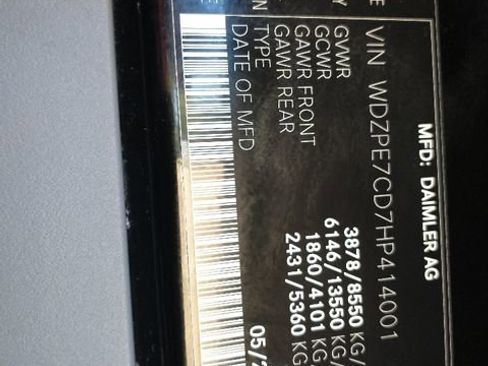 MFD: DAIMLER AG
VIN WDZPE7CD7HP414001
GVWR 3878/8550 KG/
GCWR 6146/13550 KG/
GAWR FRONT 1860/4101 KG/
GAWR REAR 2431/5360 KG
TYPE
DATE OF MFD 05/2